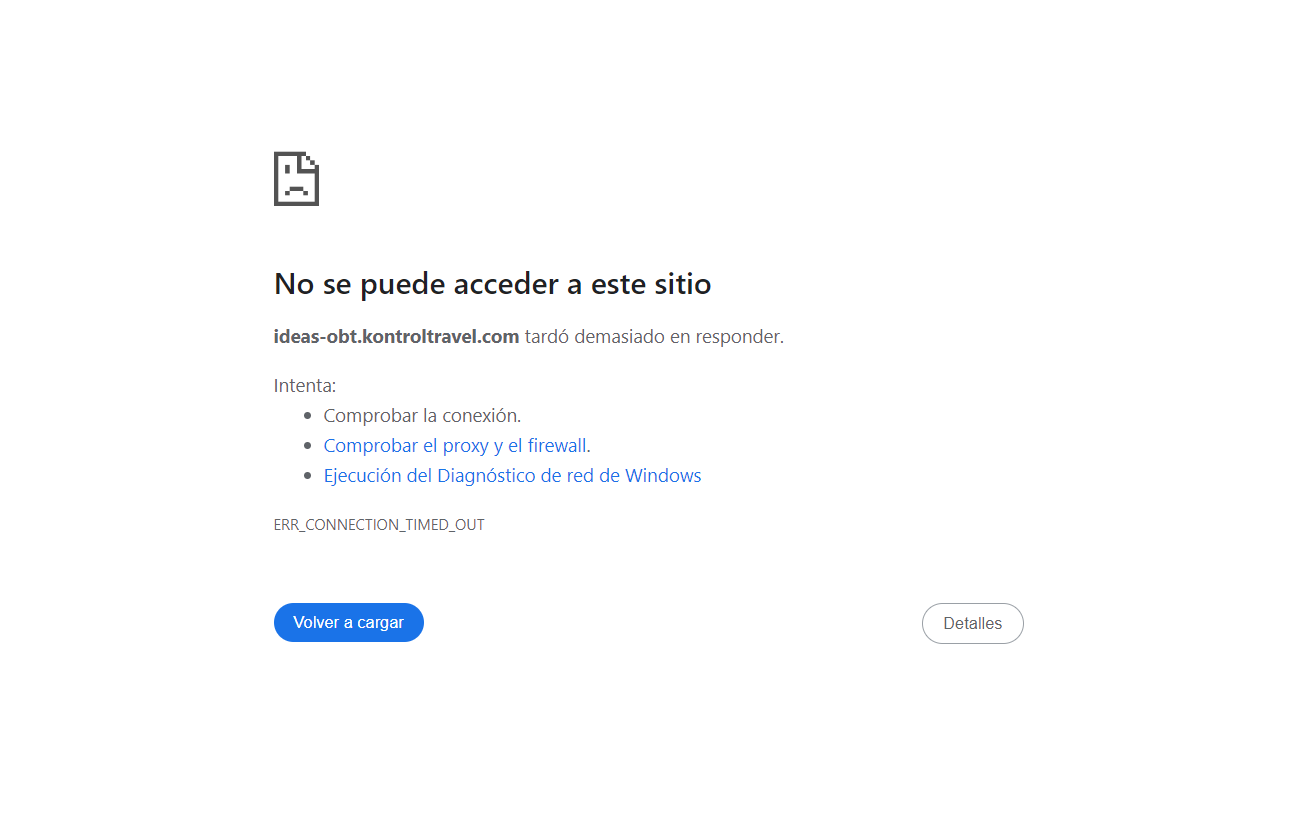 No se puede acceder a este sitio
ideas-obt.kontroltravel.com tardó demasiado en responder.
Intenta:
Comprobar la conexión.
Comprobar el proxy y el firewall.
Ejecución del Diagnóstico de red de Windows
ERR_CONNECTION_TIMED_OUT
Volver a cargar
Detalles